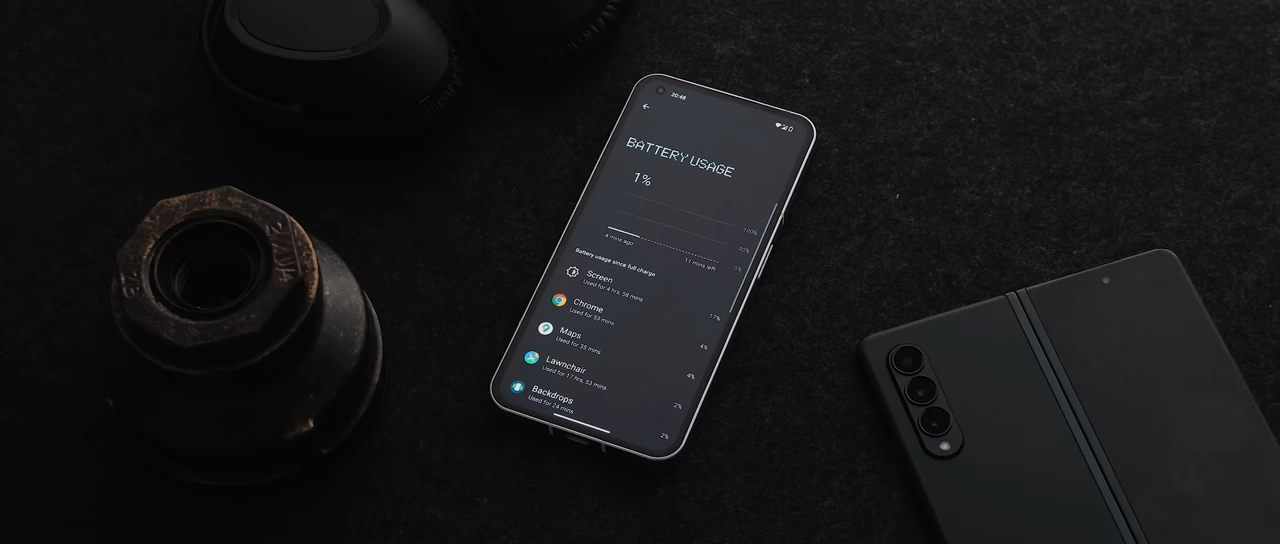 20:48
BATTERY USAGE
1%
100%
50%
0%
4 mins ago
11 mins left
Battery usage since full charge
Screen
Used for 4 hrs, 58 mins
17%
Chrome
Used for 53 mins
4%
Maps
Used for 35 mins
4%
Lawnchair
Used for 17 hrs, 53 mins
2%
Backdrops
Used for 24 mins
2%